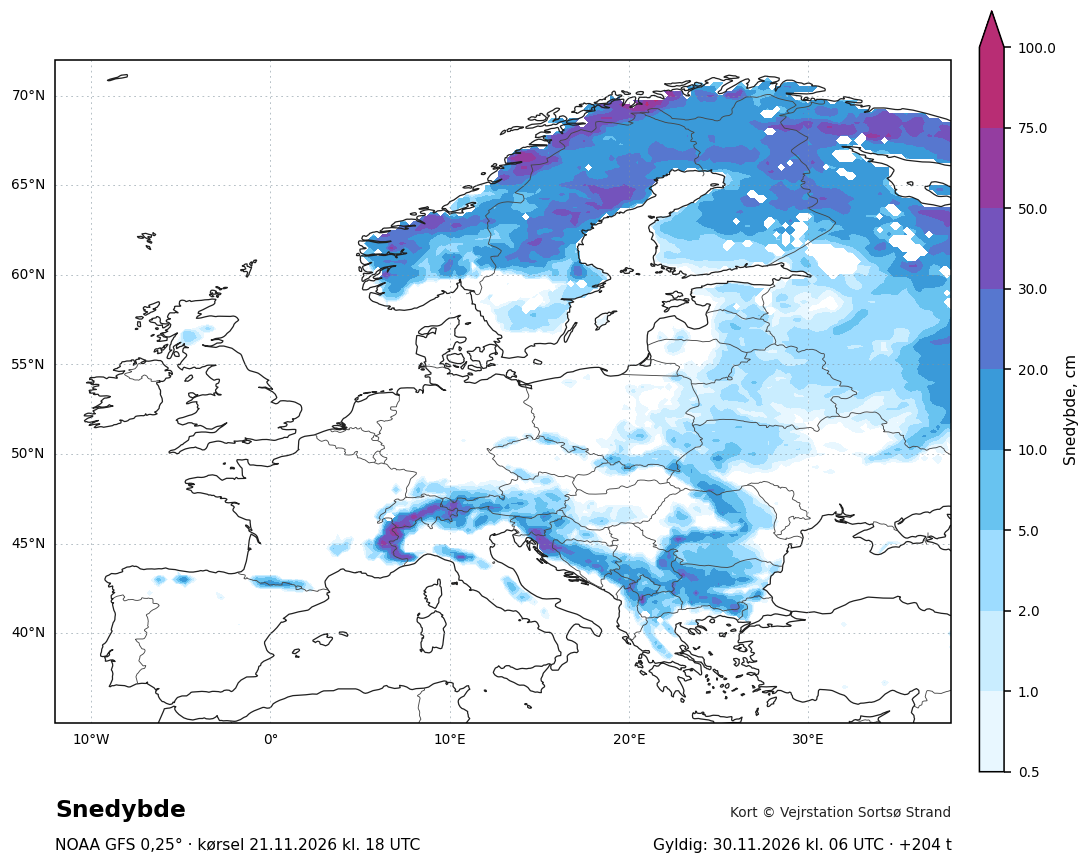 100.0
75.0
50.0
30.0
20.0
10.0
5.0
2.0
1.0
0.5
Snedybde, cm
70°N
65°N
60°N
55°N
50°N
45°N
40°N
10°W 0° 10°E 20°E 30°E
Snedybde
Kort © Vejrstation Sortsø Strand
NOAA GFS 0,25° · kørsel 21.11.2026 kl. 18 UTC
Gyldig: 30.11.2026 kl. 06 UTC · +204 t